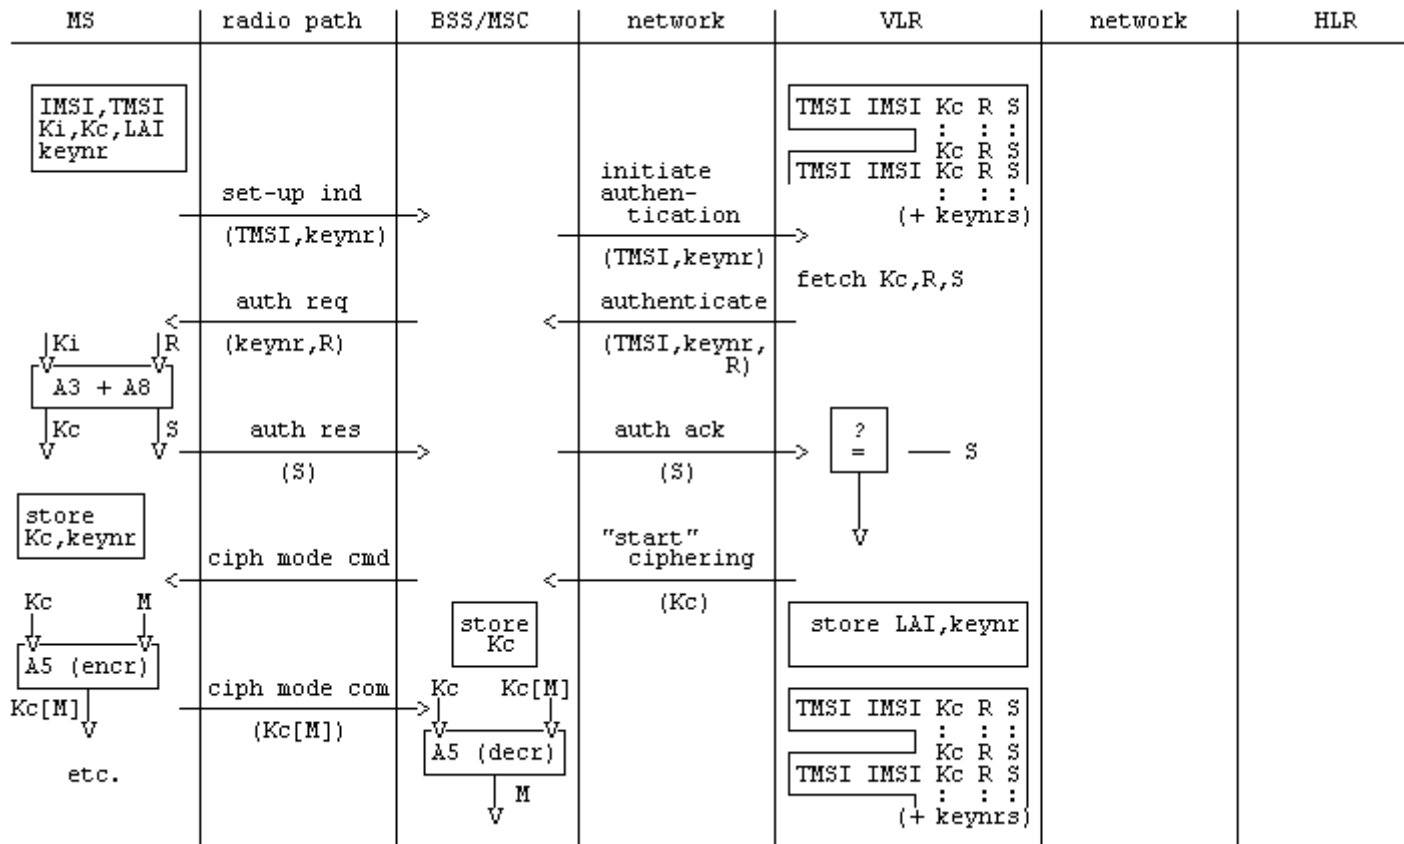 MS radio path BSS/MSC network VLR network HLR
IMSI,TMSI
Ki,Kc,LAI
keynr
TMSI IMSI Kc R S
: : :
Kc R S
TMSI IMSI Kc R S
: : :
(+ keynrs)
set-up ind
(TMSI,keynr)
initiate
authen-
tication
(TMSI,keynr)
fetch Kc,R,S
auth req
(keynr,R)
authenticate
(TMSI,keynr,
R)
Ki R
A3 + A8
Kc S
auth res
(S)
auth ack
(S)
?
=
S
store
Kc,keynr
ciph mode cmd
"start"
ciphering
(Kc)
Kc M
A5 (encr)
Kc[M]
store
Kc
store LAI,keynr
ciph mode com
(Kc[M])
Kc Kc[M]
A5 (decr)
M
TMSI IMSI Kc R S
: : :
Kc R S
TMSI IMSI Kc R S
: : :
(+ keynrs)
etc.